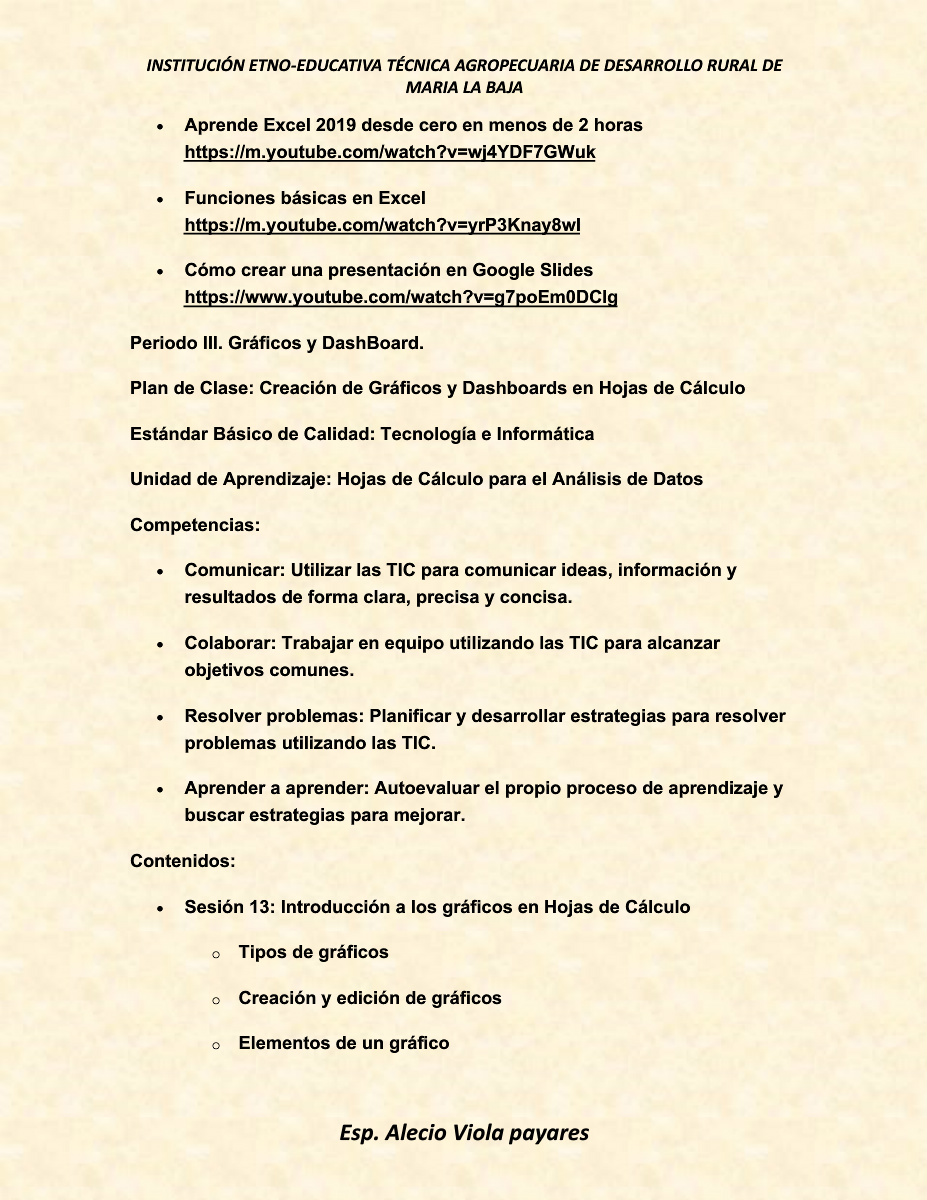 INSTITUCIÓN ETNO-EDUCATIVA TÉCNICA AGROPECUARIA DE DESARROLLO RURAL DE
MARIA LA BAJA
• Aprende Excel 2019 desde cero en menos de 2 horas
https://m.youtube.com/watch?v=wj4YDF7GWuk
• Funciones básicas en Excel
https://m.youtube.com/watch?v=yrP3Knay8wI
• Cómo crear una presentación en Google Slides
https://www.youtube.com/watch?v=g7poEm0DCIg
Periodo III. Gráficos y DashBoard.
Plan de Clase: Creación de Gráficos y Dashboards en Hojas de Cálculo
Estándar Básico de Calidad: Tecnología e Informática
Unidad de Aprendizaje: Hojas de Cálculo para el Análisis de Datos
Competencias:
• Comunicar: Utilizar las TIC para comunicar ideas, información y
resultados de forma clara, precisa y concisa.
• Colaborar: Trabajar en equipo utilizando las TIC para alcanzar
objetivos comunes.
• Resolver problemas: Planificar y desarrollar estrategias para resolver
problemas utilizando las TIC.
• Aprender a aprender: Autoevaluar el propio proceso de aprendizaje y
buscar estrategias para mejorar.
Contenidos:
• Sesión 13: Introducción a los gráficos en Hojas de Cálculo
○ Tipos de gráficos
○ Creación y edición de gráficos
○ Elementos de un gráfico
Esp. Alecio Viola payares